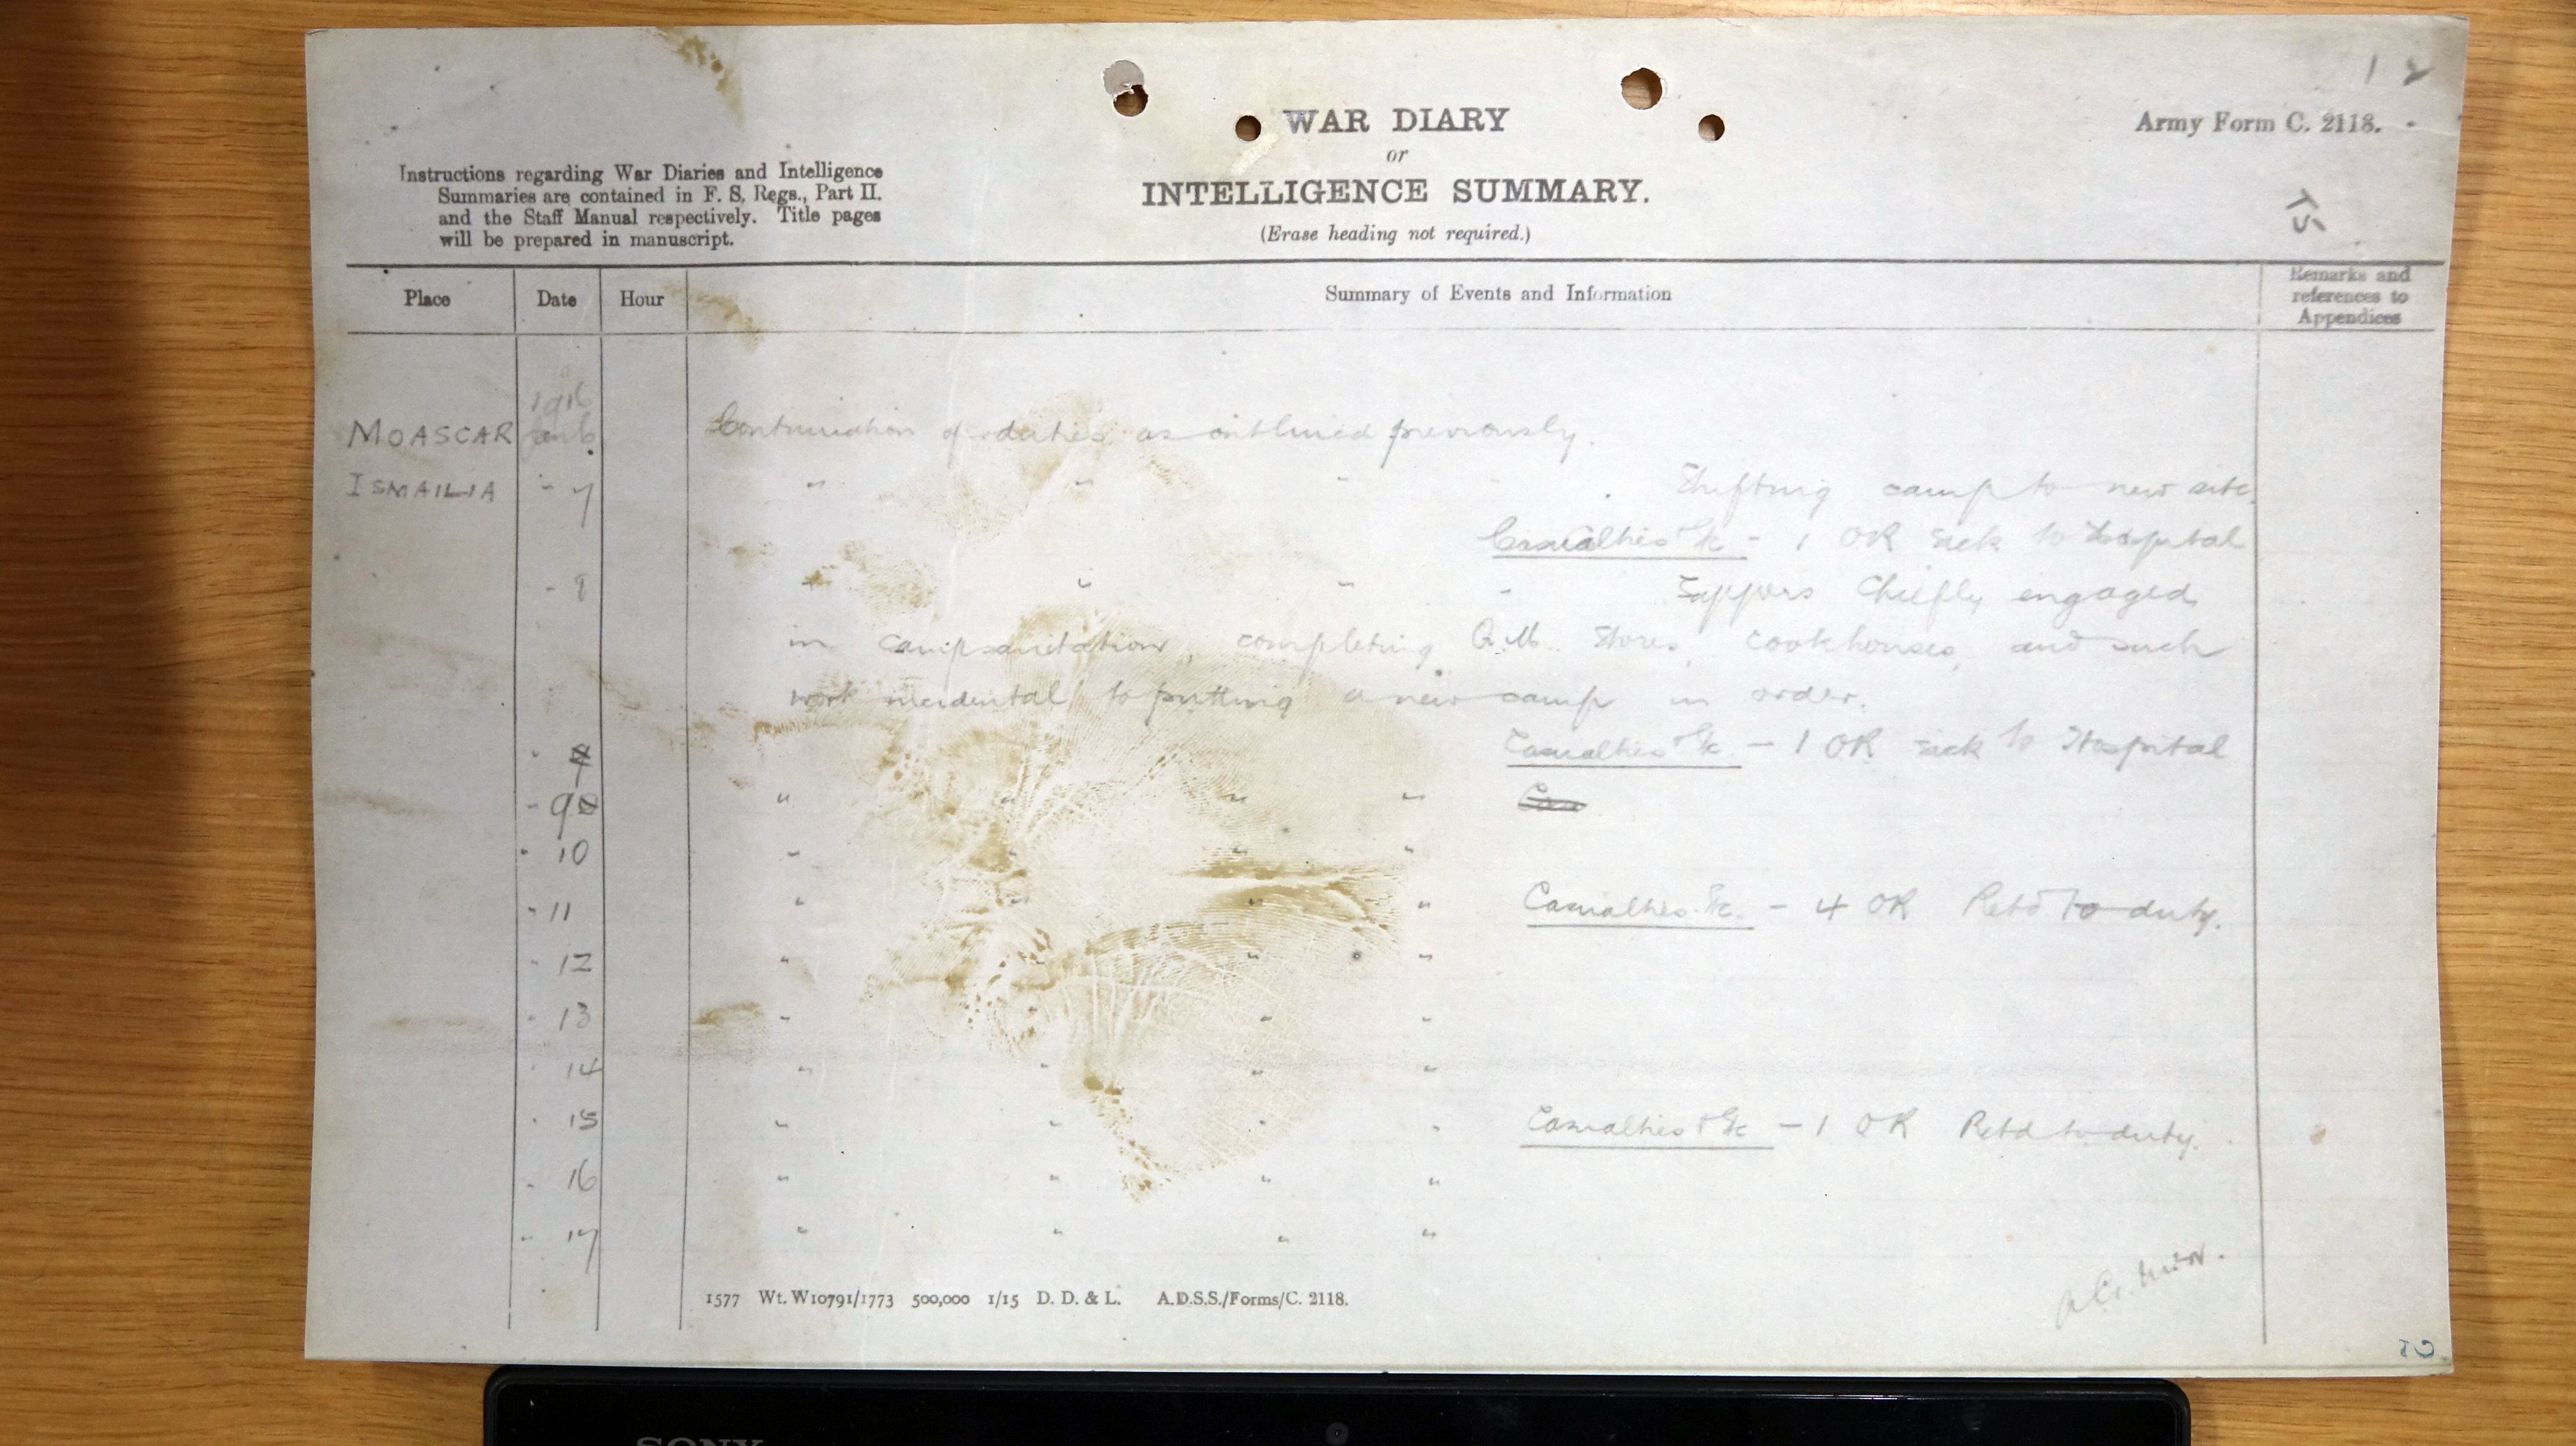 1
Army Form C. 2118.
WAR DIARY
or
INTELLIGENCE SUMMARY.
(Erase heading not required.)
Instructions regarding War Diaries and Intelligence
Summaries are contained in F. S. Regs., Part II.
and the Staff Manual respectively. Title pages
will be prepared in manuscript.
Place Date Hour Summary of Events and Information Remarks and
references to
Appendices
1916
MOASCAR Jan 6 Continuation of duties as outlined previously.
ISMAILIA " 7 " " " " . Shifting camp to new site.
Casualties &c - 1 OR sick to Hospital
" 8 " " " " Sappers Chiefly engaged
in camp sanitation, completing Q.M. Stores, cookhouses, and such
work incidental to putting a new camp in order.
Casualties &c - 1 OR sick to Hospital
" 9 " " " "
" 10 " " " "
" 11 " " " " Casualties &c. - 4 OR Retd to duty.
" 12 " " " "
" 13 " " " "
" 14 " " " "
" 15 " " " " Casualties &c - 1 OR Retd to duty.
" 16 " " " "
" 17 " " " "
1577 Wt. W10791/1773 500,000 1/15 D. D. & L. A.D.S.S./Forms/C. 2118.
SONY